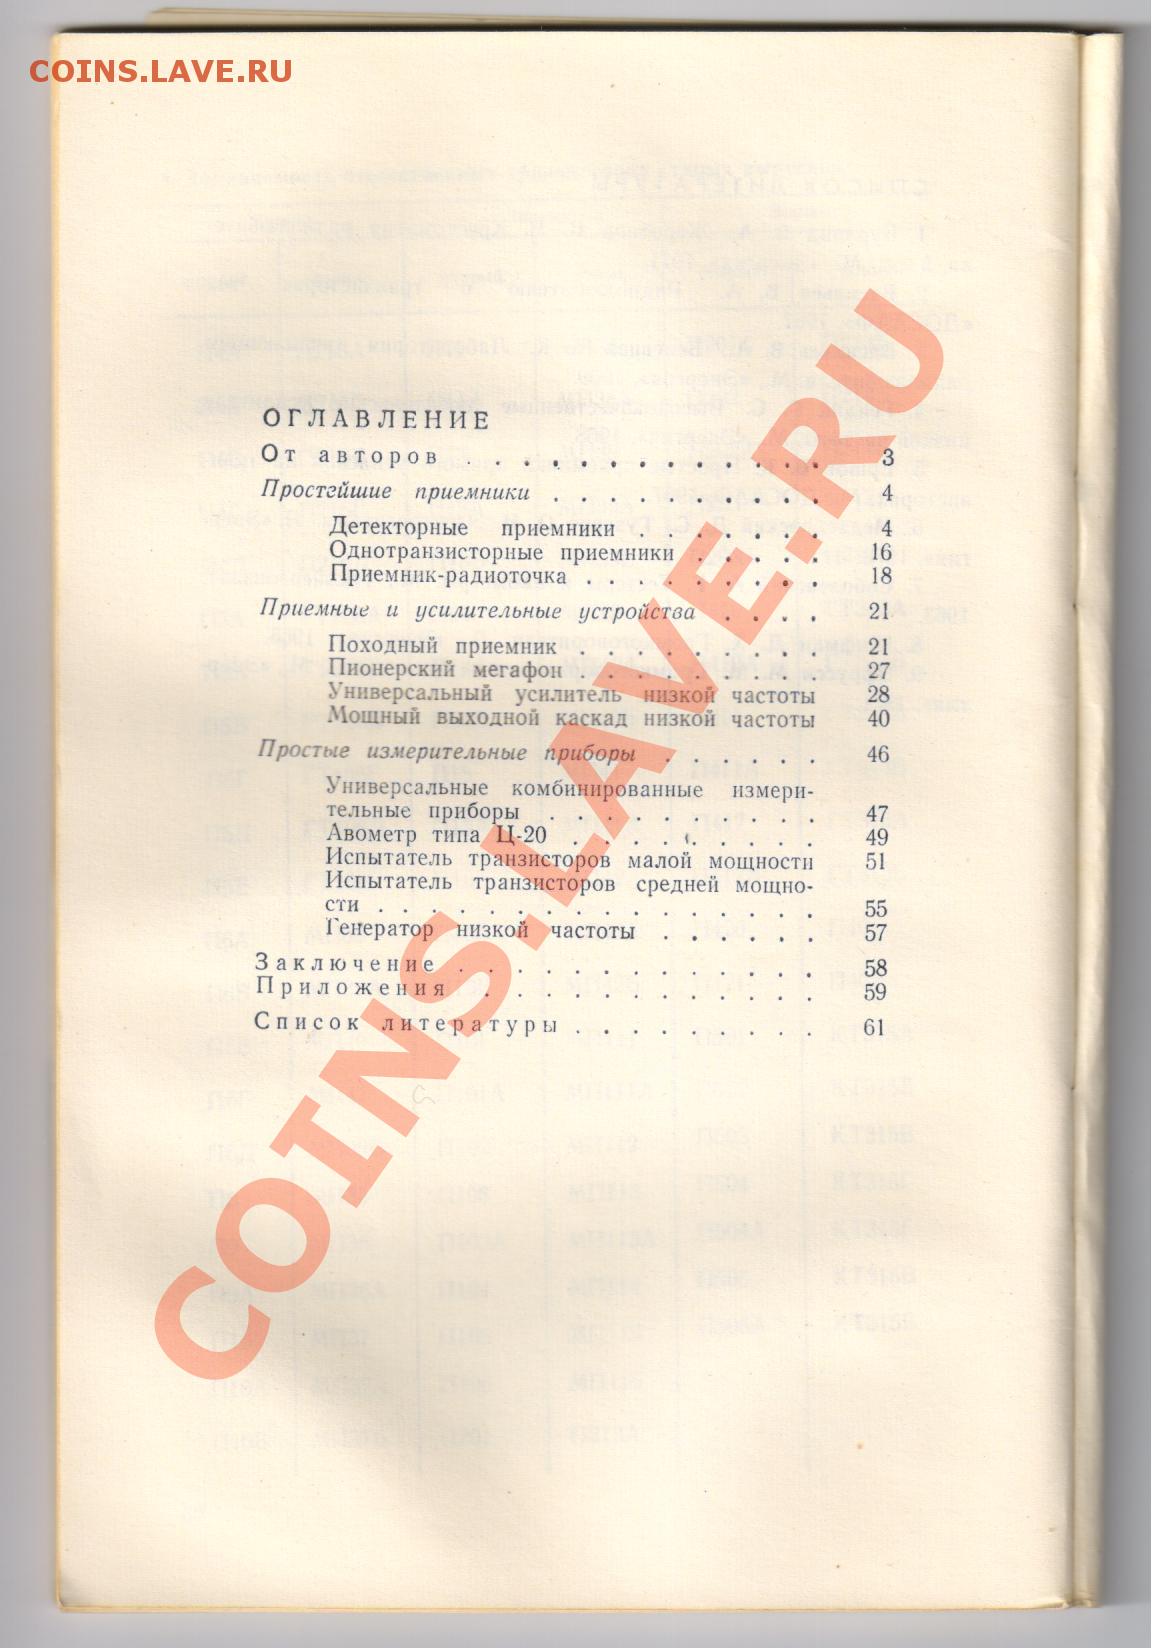 COINS.LAVE.RU
ОГЛАВЛЕНИЕ
От авторов . . . . . . . . . . . . . 3
Простейшие приемники . . . . . . . . . . 4
Детекторные приемники . . . . . . . 4
Однотранзисторные приемники . . . . . 16
Приемник-радиоточка . . . . . . . . . 18
Приемные и усилительные устройства . . . . 21
Походный приемник . . . . . . . . . 21
Пионерский мегафон . . . . . . . . . 27
Универсальный усилитель низкой частоты 28
Мощный выходной каскад низкой частоты 40
Простые измерительные приборы . . . . . . 46
Универсальные комбинированные измери-
тельные приборы . . . . . . . . . . 47
Авометр типа Ц-20 . . . . . . . . . 49
Испытатель транзисторов малой мощности 51
Испытатель транзисторов средней мощно-
сти . . . . . . . . . . . . . . . . 55
Генератор низкой частоты . . . . . . 57
Заключение . . . . . . . . . . . . . 58
Приложения . . . . . . . . . . . . 59
Список литературы . . . . . . . . . 61
COINS.LAVE.RU